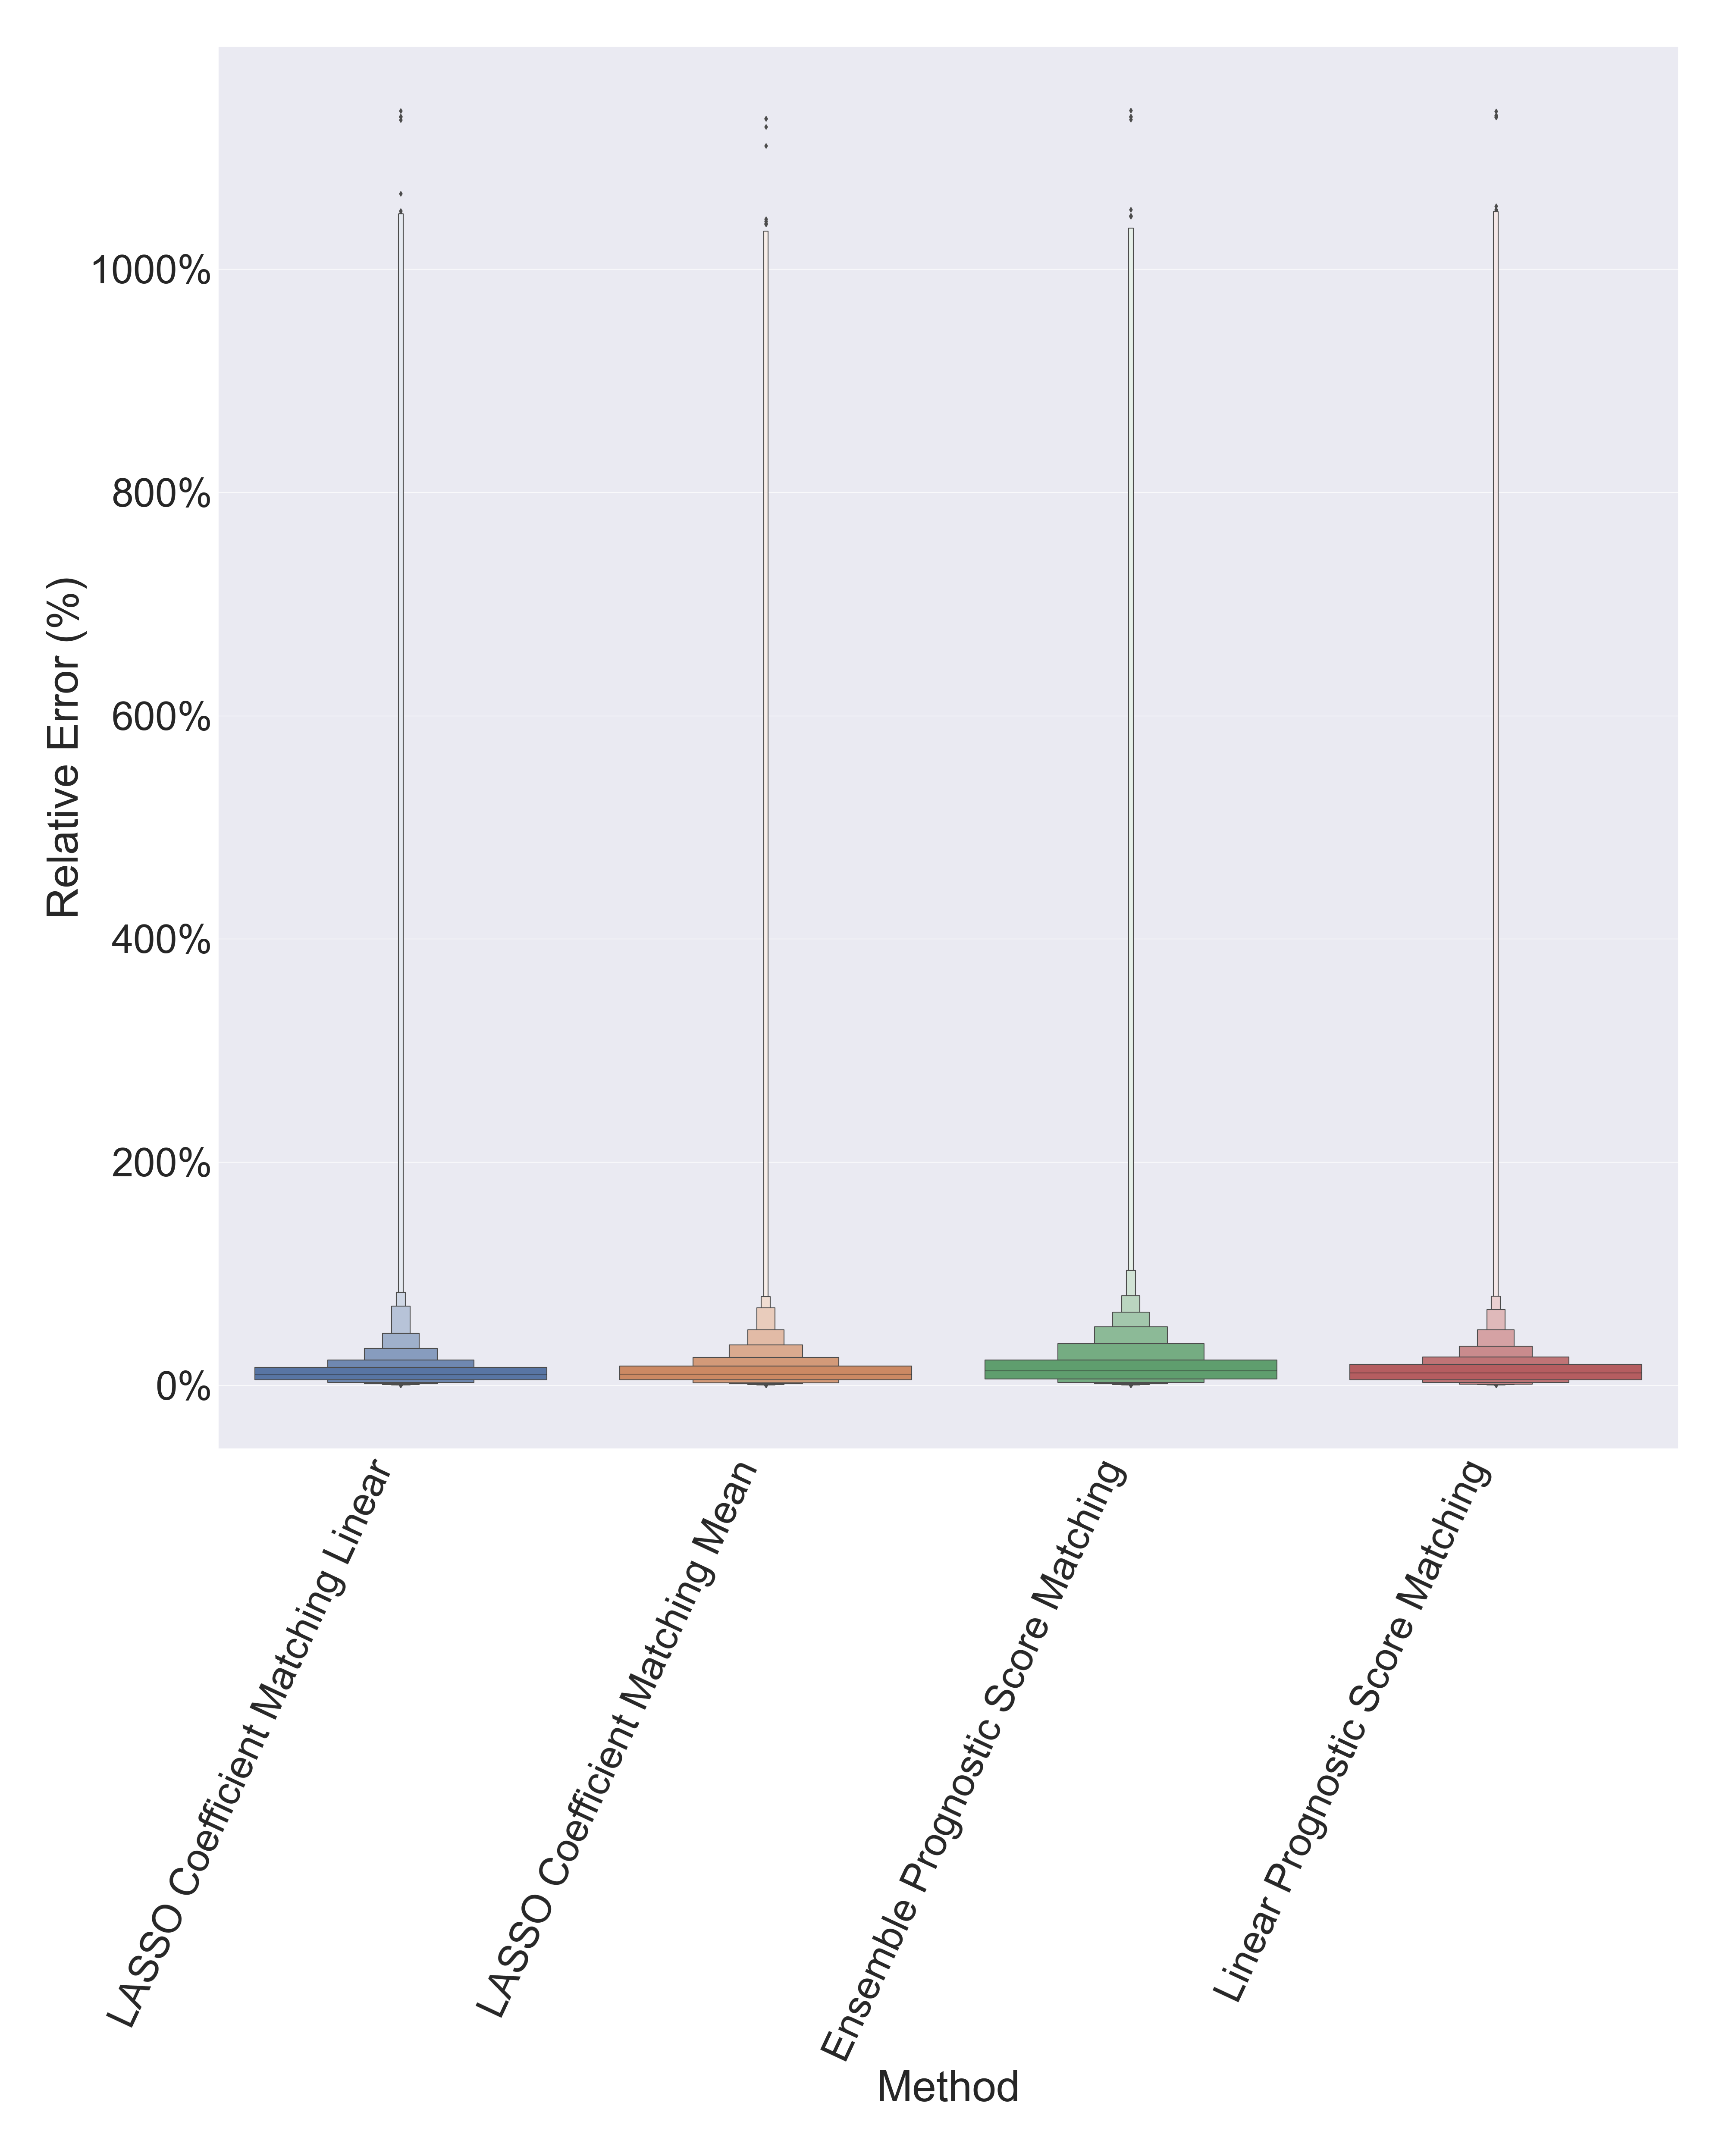 Relative Error (%)
1000%
800%
600%
400%
200%
0%
LASSO Coefficient Matching Linear
LASSO Coefficient Matching Mean
Ensemble Prognostic Score Matching
Linear Prognostic Score Matching
Method